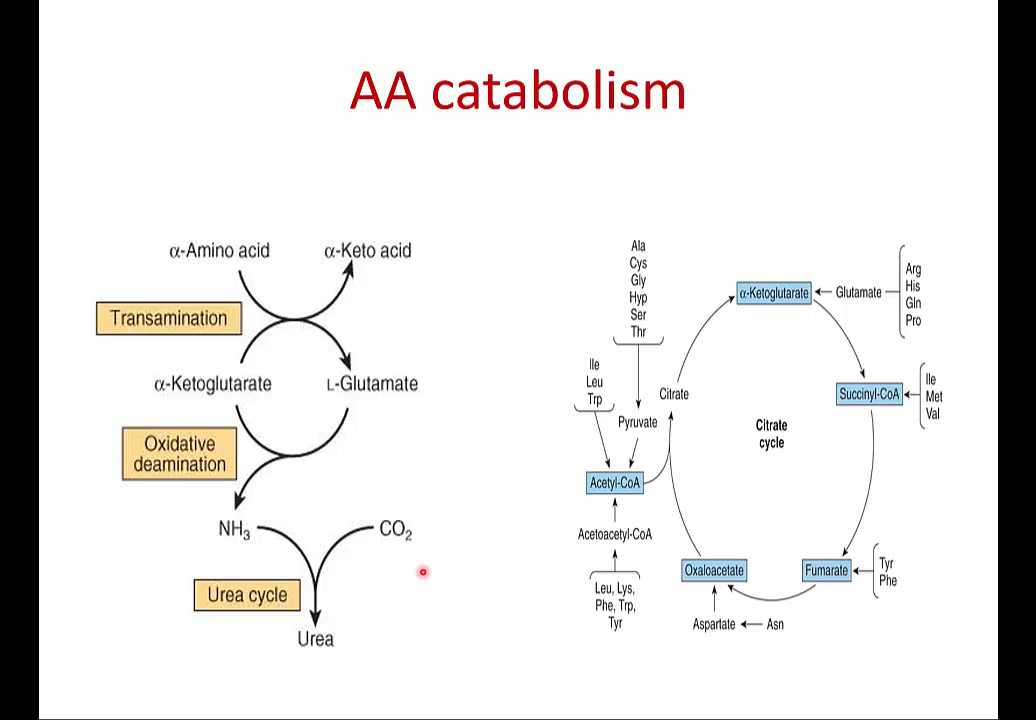 AA catabolism
α-Amino acid
α-Keto acid
Transamination
α-Ketoglutarate
L-Glutamate
Oxidative
deamination
NH₃
CO₂
Urea cycle
Urea
Ala
Cys
Gly
Hyp
Ser
Thr
Ile
Leu
Trp
Pyruvate
Citrate
Acetyl-CoA
Acetoacetyl-CoA
Leu, Lys,
Phe, Trp,
Tyr
Citrate
cycle
α-Ketoglutarate
Glutamate
Arg
His
Gln
Pro
Succinyl-CoA
Ile
Met
Val
Fumarate
Tyr
Phe
Oxaloacetate
Aspartate
Asn